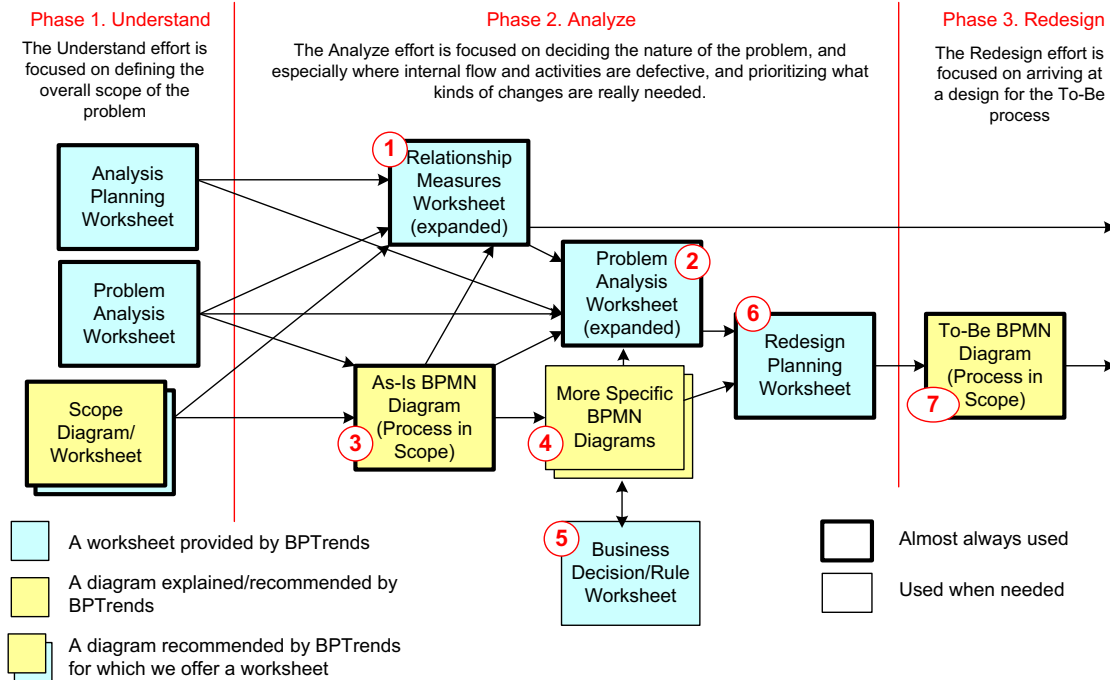 Phase 1. Understand
The Understand effort is
focused on defining the
overall scope of the
problem
Phase 2. Analyze
The Analyze effort is focused on deciding the nature of the problem, and
especially where internal flow and activities are defective, and prioritizing what
kinds of changes are really needed.
Phase 3. Redesign
The Redesign effort is
focused on arriving at
a design for the To-Be
process
Analysis
Planning
Worksheet
Problem
Analysis
Worksheet
Scope
Diagram/
Worksheet
1
Relationship
Measures
Worksheet
(expanded)
2
Problem
Analysis
Worksheet
(expanded)
3
As-Is BPMN
Diagram
(Process in
Scope)
4
More Specific
BPMN
Diagrams
5
Business
Decision/Rule
Worksheet
6
Redesign
Planning
Worksheet
7
To-Be BPMN
Diagram
(Process in
Scope)
A worksheet provided by BPTrends
A diagram explained/recommended by
BPTrends
A diagram recommended by BPTrends
for which we offer a worksheet
Almost always used
Used when needed